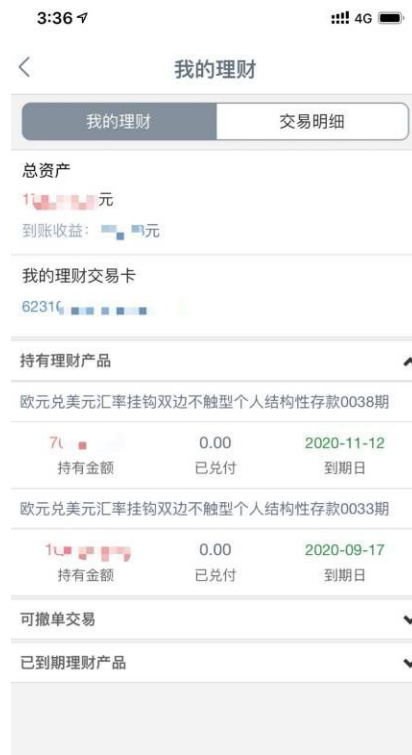 3:36
4G
我的理财
我的理财 交易明细
总资产
元
到账收益： 元
我的理财交易卡
6231
持有理财产品
欧元兑美元汇率挂钩双边不触型个人结构性存款0038期
0.00 2020-11-12
持有金额 已兑付 到期日
欧元兑美元汇率挂钩双边不触型个人结构性存款0033期
0.00 2020-09-17
持有金额 已兑付 到期日
可撤单交易
已到期理财产品